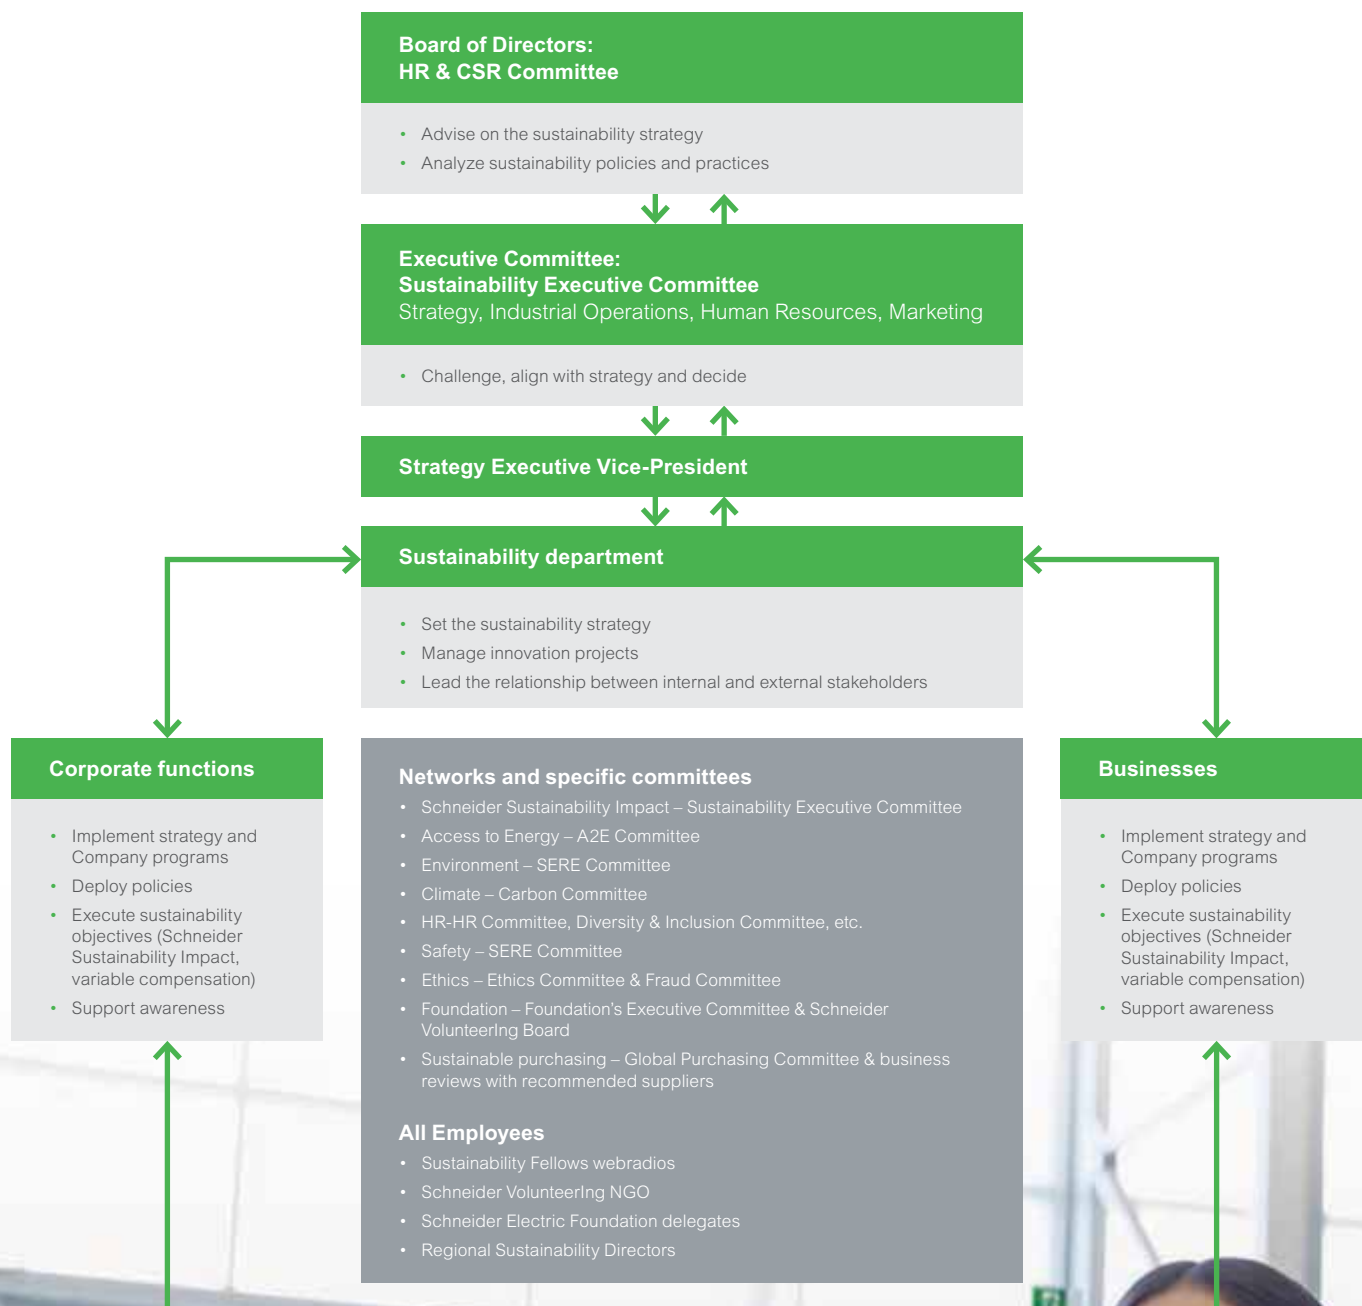 Board of Directors:
HR & CSR Committee
• Advise on the sustainability strategy
• Analyze sustainability policies and practices
Executive Committee:
Sustainability Executive Committee
Strategy, Industrial Operations, Human Resources, Marketing
• Challenge, align with strategy and decide
Strategy Executive Vice-President
Sustainability department
• Set the sustainability strategy
• Manage innovation projects
• Lead the relationship between internal and external stakeholders
Corporate functions
• Implement strategy and
Company programs
• Deploy policies
• Execute sustainability
objectives (Schneider
Sustainability Impact,
variable compensation)
• Support awareness
Networks and specific committees
• Schneider Sustainability Impact – Sustainability Executive Committee
• Access to Energy – A2E Committee
• Environment – SERE Committee
• Climate – Carbon Committee
• HR-HR Committee, Diversity & Inclusion Committee, etc.
• Safety – SERE Committee
• Ethics – Ethics Committee & Fraud Committee
• Foundation – Foundation’s Executive Committee & Schneider
VolunteerIng Board
• Sustainable purchasing – Global Purchasing Committee & business
reviews with recommended suppliers
All Employees
• Sustainability Fellows webradios
• Schneider VolunteerIng NGO
• Schneider Electric Foundation delegates
• Regional Sustainability Directors
Businesses
• Implement strategy and
Company programs
• Deploy policies
• Execute sustainability
objectives (Schneider
Sustainability Impact,
variable compensation)
• Support awareness